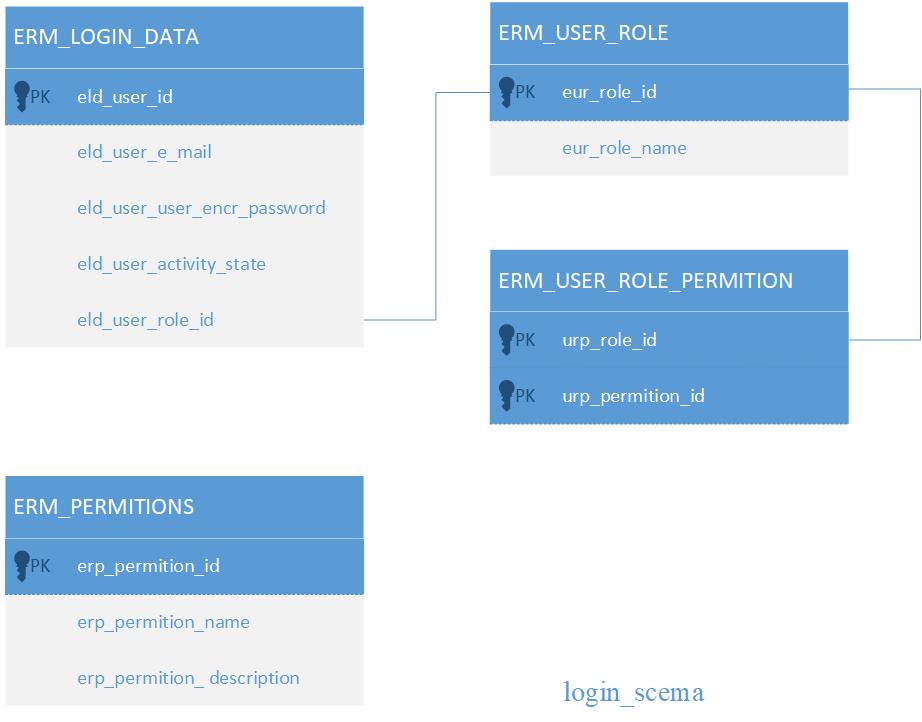 ERM_LOGIN_DATA
PK eld_user_id
eld_user_e_mail
eld_user_user_encr_password
eld_user_activity_state
eld_user_role_id
ERM_USER_ROLE
PK eur_role_id
eur_role_name
ERM_USER_ROLE_PERMITION
PK urp_role_id
PK urp_permition_id
ERM_PERMITIONS
PK erp_permition_id
erp_permition_name
erp_permition_ description
login_scema